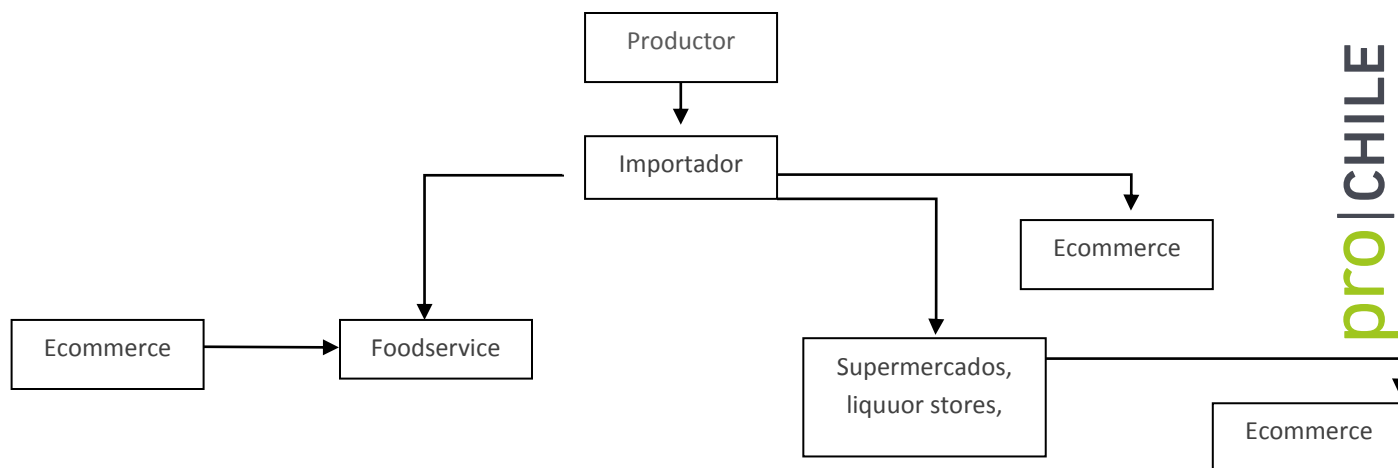 Productor
Importador
Ecommerce
Ecommerce
Foodservice
Supermercados,
liquuor stores,
Ecommerce
pro|CHILE